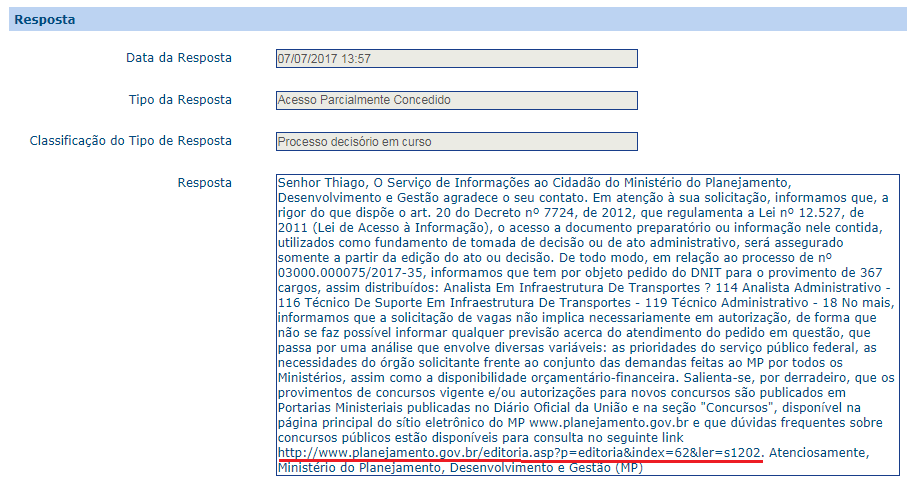 Resposta
Data da Resposta
07/07/2017 13:57
Tipo da Resposta
Acesso Parcialmente Concedido
Classificação do Tipo de Resposta
Processo decisório em curso
Resposta
Senhor Thiago, O Serviço de Informações ao Cidadão do Ministério do Planejamento,
Desenvolvimento e Gestão agradece o seu contato. Em atenção à sua solicitação, informamos que, a
rigor do que dispõe o art. 20 do Decreto nº 7724, de 2012, que regulamenta a Lei nº 12.527, de
2011 (Lei de Acesso à Informação), o acesso a documento preparatório ou informação nele contida,
utilizados como fundamento de tomada de decisão ou de ato administrativo, será assegurado
somente a partir da edição do ato ou decisão. De todo modo, em relação ao processo de nº
03000.000075/2017-35, informamos que tem por objeto pedido do DNIT para o provimento de 367
cargos, assim distribuídos: Analista Em Infraestrutura De Transportes ? 114 Analista Administrativo -
116 Técnico De Suporte Em Infraestrutura De Transportes - 119 Técnico Administrativo - 18 No mais,
informamos que a solicitação de vagas não implica necessariamente em autorização, de forma que
não se faz possível informar qualquer previsão acerca do atendimento do pedido em questão, que
passa por uma análise que envolve diversas variáveis: as prioridades do serviço público federal, as
necessidades do órgão solicitante frente ao conjunto das demandas feitas ao MP por todos os
Ministérios, assim como a disponibilidade orçamentário-financeira. Salienta-se, por derradeiro, que os
provimentos de concursos vigente e/ou autorizações para novos concursos são publicados em
Portarias Ministeriais publicadas no Diário Oficial da União e na seção "Concursos", disponível na
página principal do sítio eletrônico do MP www.planejamento.gov.br e que dúvidas frequentes sobre
concursos públicos estão disponíveis para consulta no seguinte link
http://www.planejamento.gov.br/editoria.asp?p=editoria&index=62&ler=s1202. Atenciosamente,
Ministério do Planejamento, Desenvolvimento e Gestão (MP)